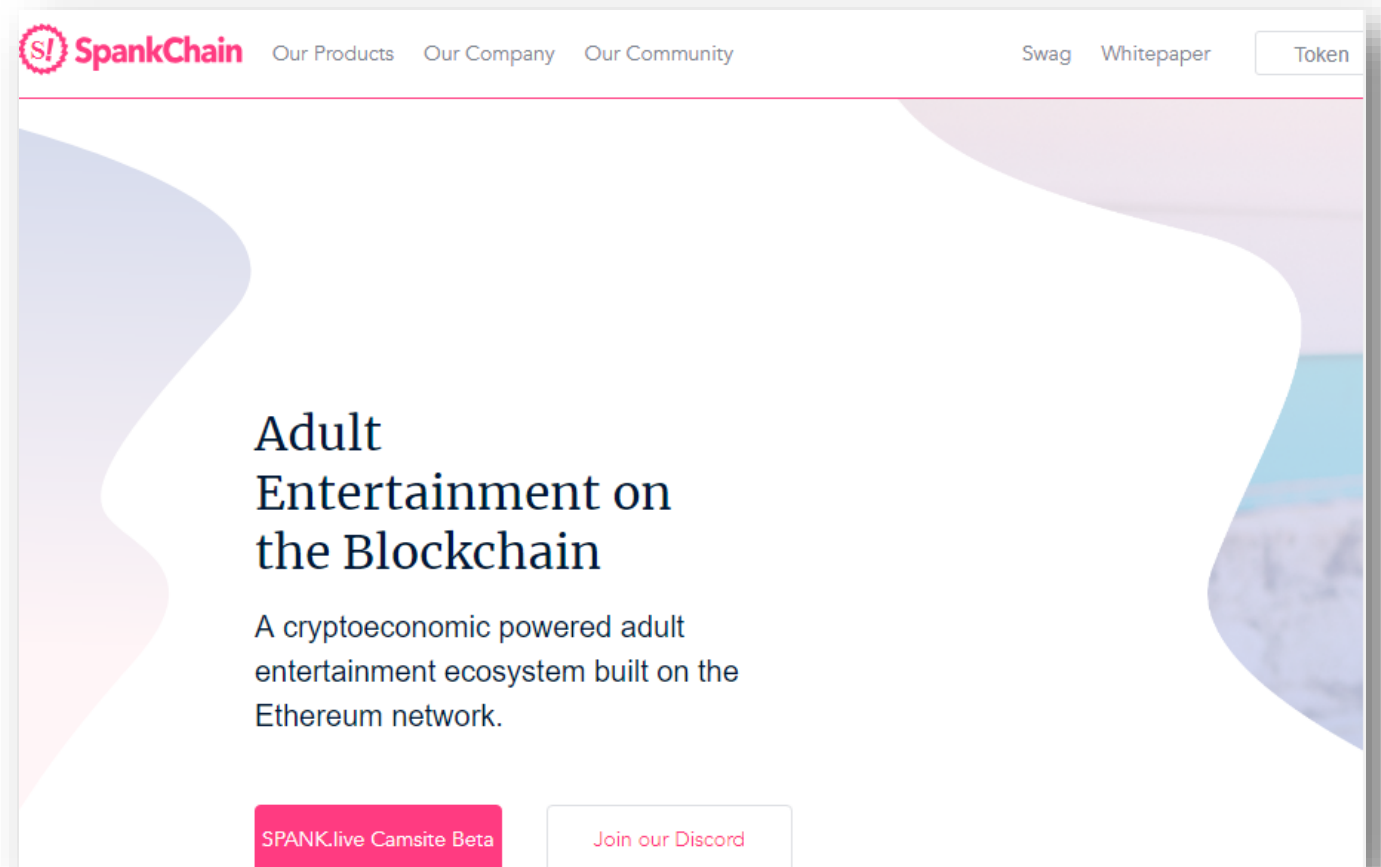 S! SpankChain Our Products Our Company Our Community Swag Whitepaper Token
Adult
Entertainment on
the Blockchain
A cryptoeconomic powered adult
entertainment ecosystem built on the
Ethereum network.
SPANK.live Camsite Beta Join our Discord